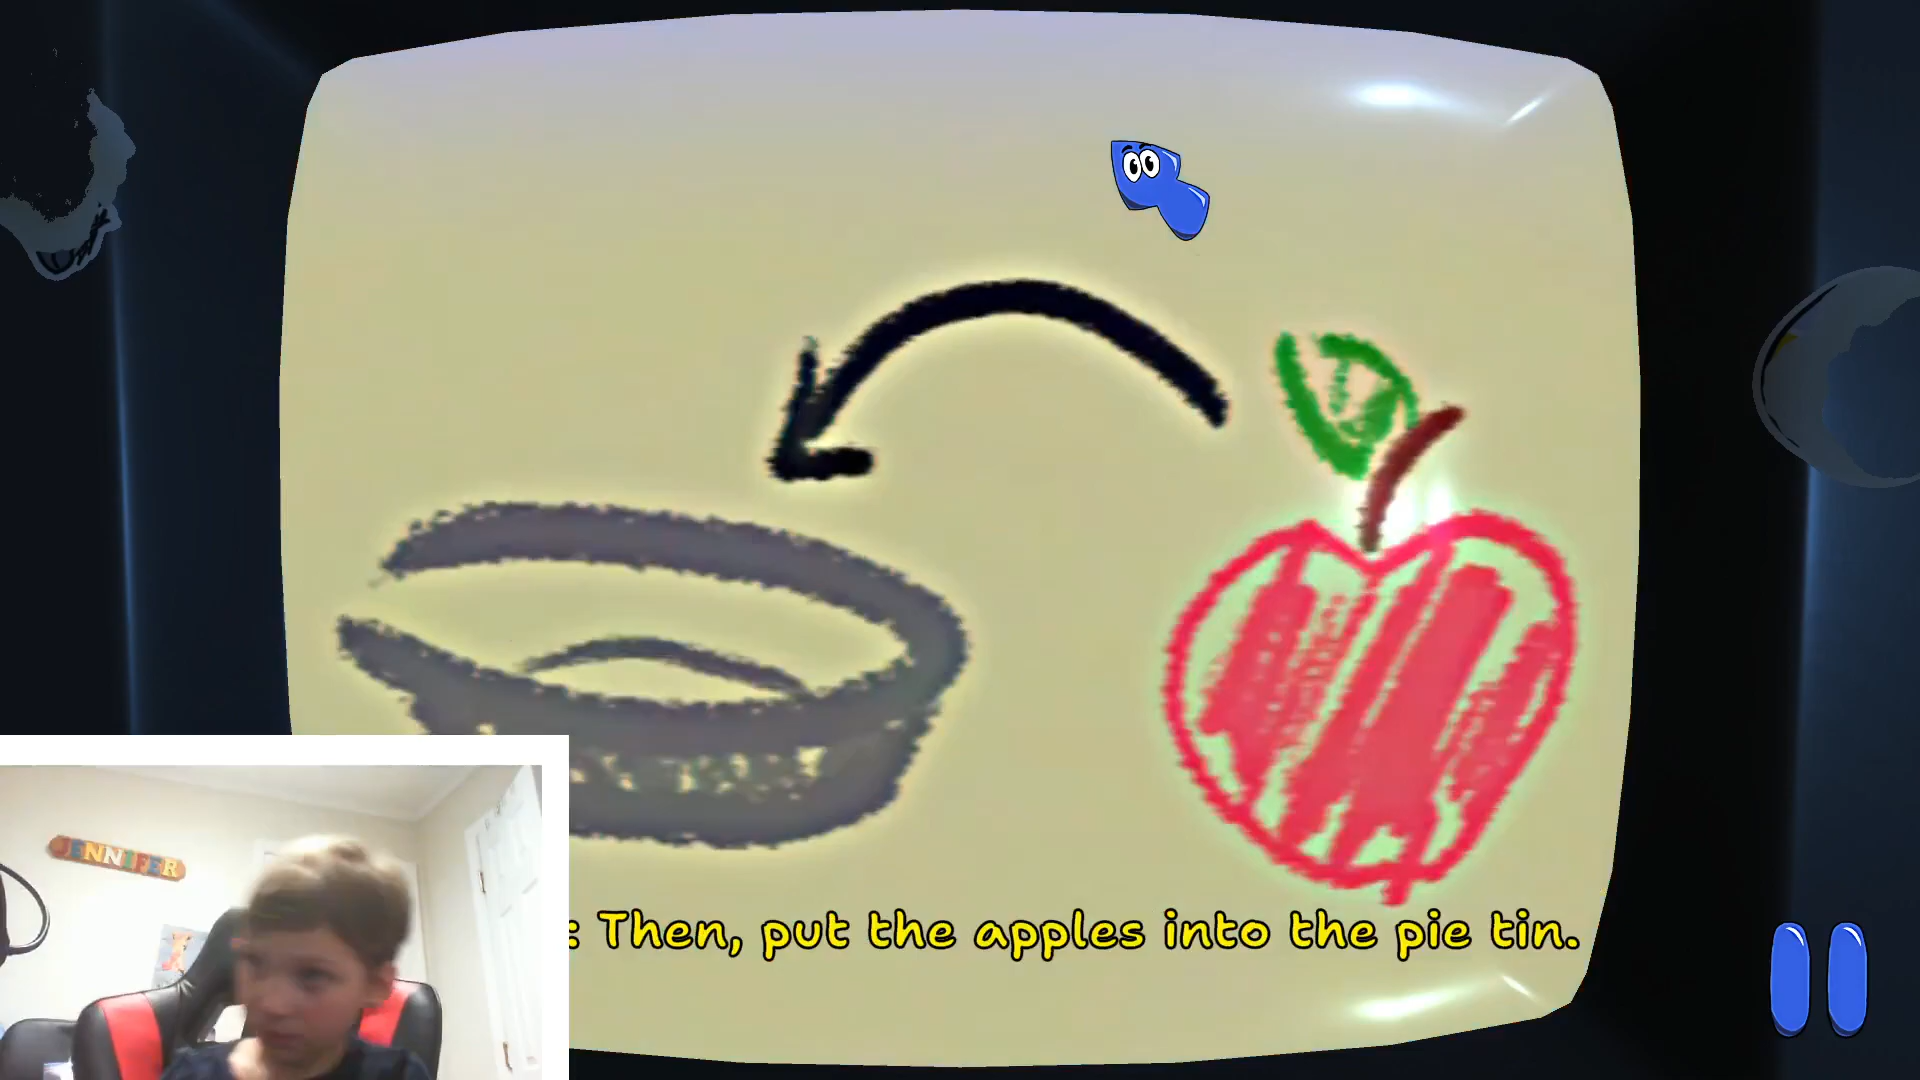 JENNIFER
: Then, put the apples into the pie tin.